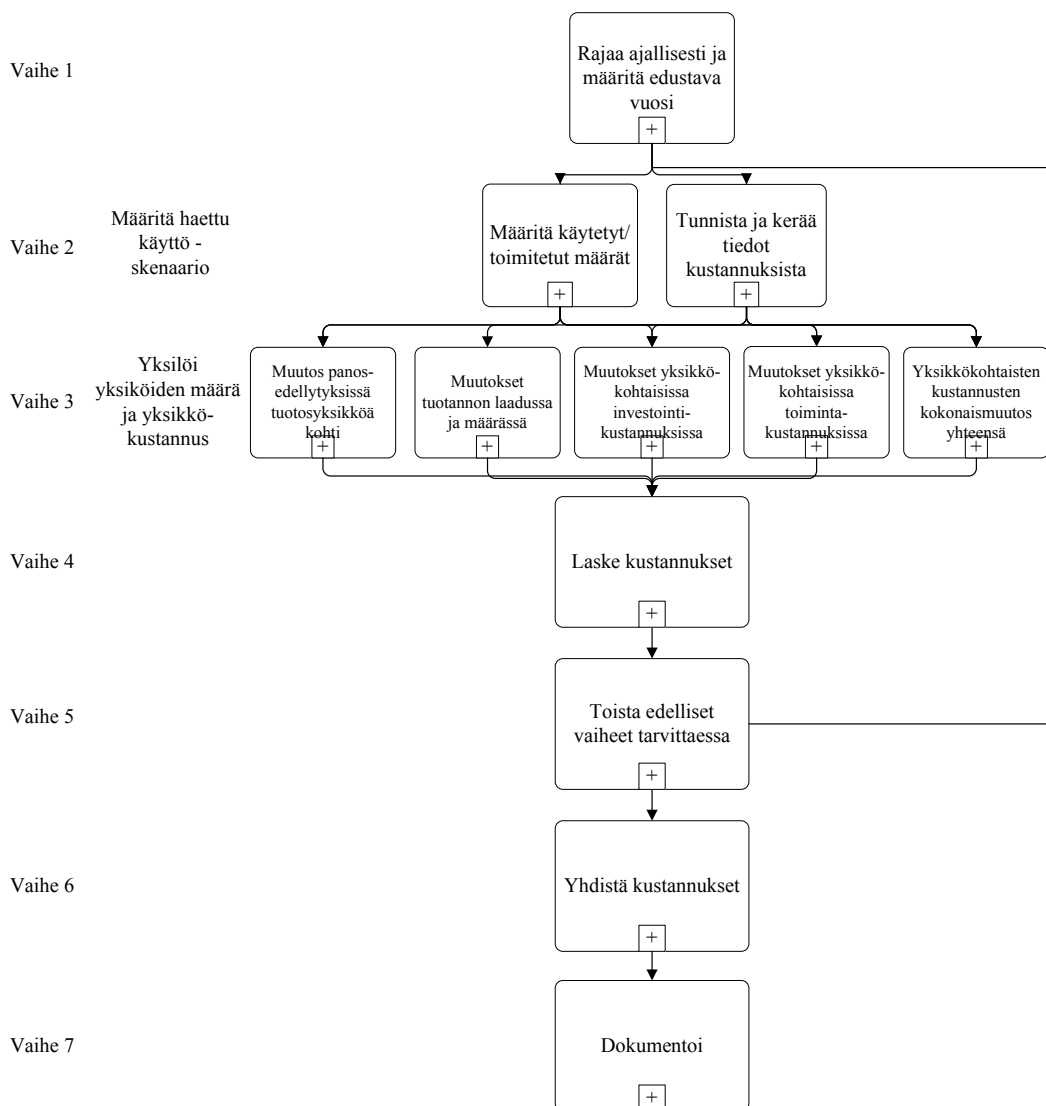 Vaihe 1
Rajaa ajallisesti ja
määritä edustava
vuosi
+
Vaihe 2
Määritä haettu
käyttö -
skenaario
Määritä käytetyt/
toimitetut määrät
+
Tunnista ja kerää
tiedot
kustannuksista
+
Vaihe 3
Yksilöi
yksiköiden määrä
ja yksikkö-
kustannus
Muutos panos-
edellytyksissä
tuotosyksikköä
kohti
+
Muutokset
tuotannon laadussa
ja määrässä
+
Muutokset yksikkö-
kohtaisissa
investointi-
kustannuksissa
+
Muutokset yksikkö-
kohtaisissa
toiminta-
kustannuksissa
+
Yksikkökohtaisten
kustannusten
kokonaismuutos
yhteensä
+
Vaihe 4
Laske kustannukset
+
Vaihe 5
Toista edelliset
vaiheet tarvittaessa
+
Vaihe 6
Yhdistä kustannukset
+
Vaihe 7
Dokumentoi
+